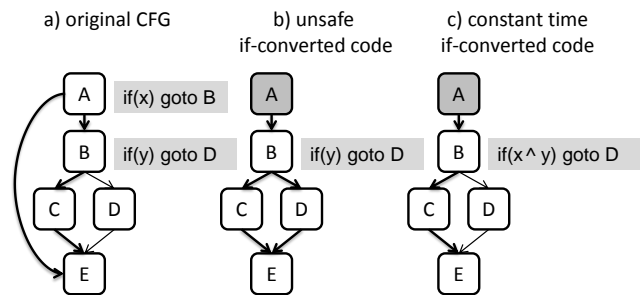 a) original CFG
b) unsafe
if-converted code
c) constant time
if-converted code
A
if(x) goto B
B
if(y) goto D
C
D
E
A
B
if(y) goto D
C
D
E
A
B
if(x ^ y) goto D
C
D
E